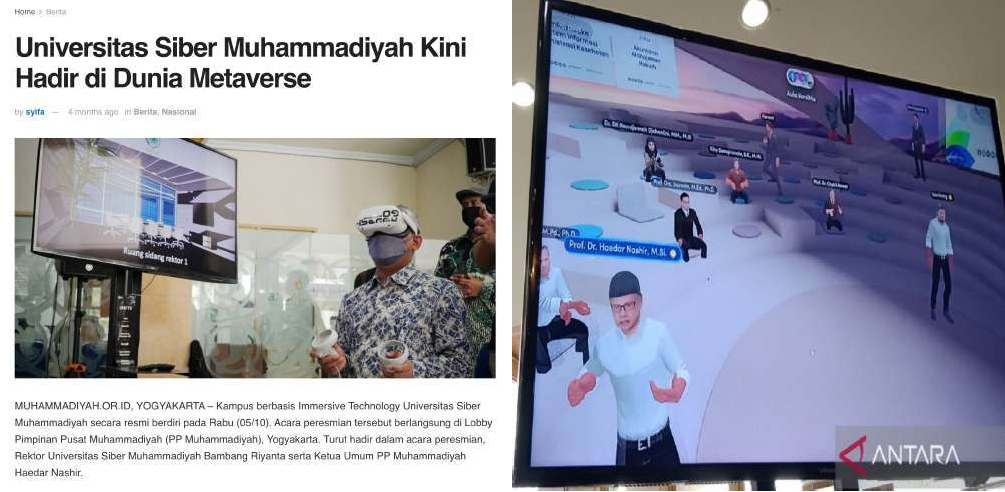 Home > Berita
Universitas Siber Muhammadiyah Kini
Hadir di Dunia Metaverse
by syifa — 4 months ago in Berita, Nasional
Ruang sidang rektor 1
MUHAMMADIYAH.OR.ID, YOGYAKARTA – Kampus berbasis Immersive Technology Universitas Siber
Muhammadiyah secara resmi berdiri pada Rabu (05/10). Acara peresmian tersebut berlangsung di Lobby
Pimpinan Pusat Muhammadiyah (PP Muhammadiyah), Yogyakarta. Turut hadir dalam acara peresmian,
Rektor Universitas Siber Muhammadiyah Bambang Riyanta serta Ketua Umum PP Muhammadiyah
Haedar Nashir.
M.Pd., Ph.D.
Prof. Dr. Haedar Nashir, M.Si.
ANTARA